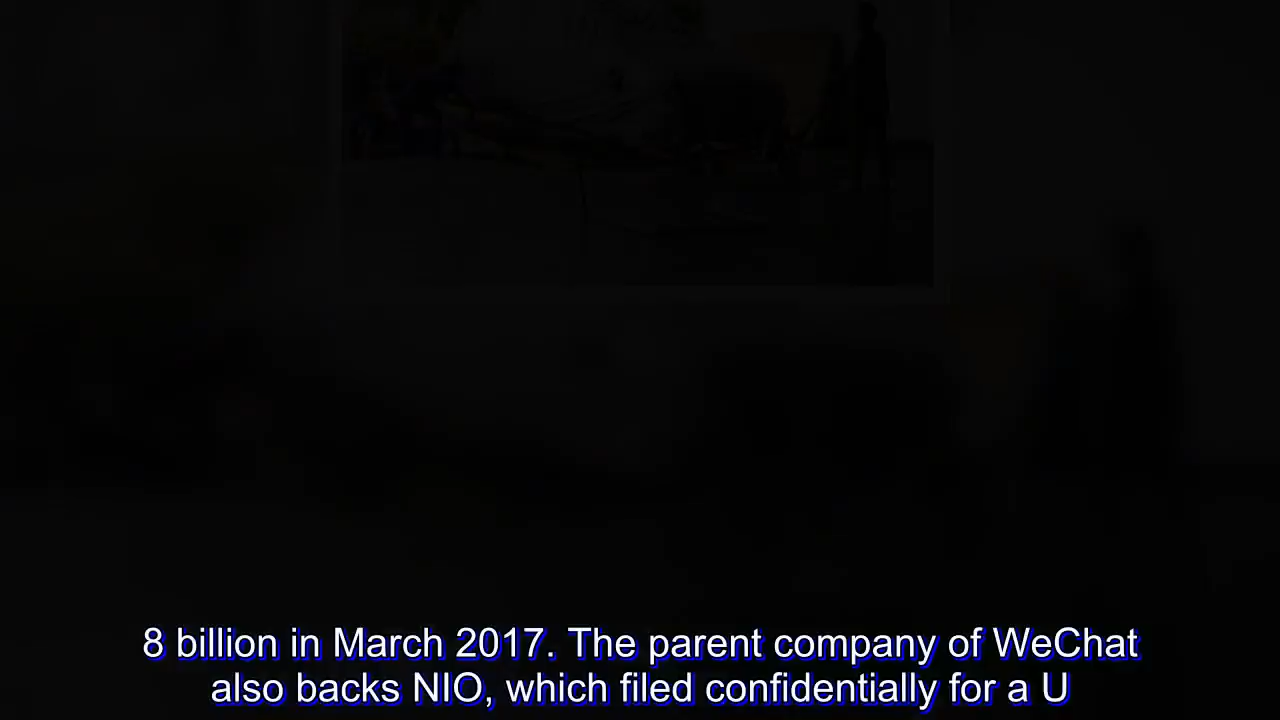 8 billion in March 2017. The parent company of WeChat
also backs NIO, which filed confidentially for a U